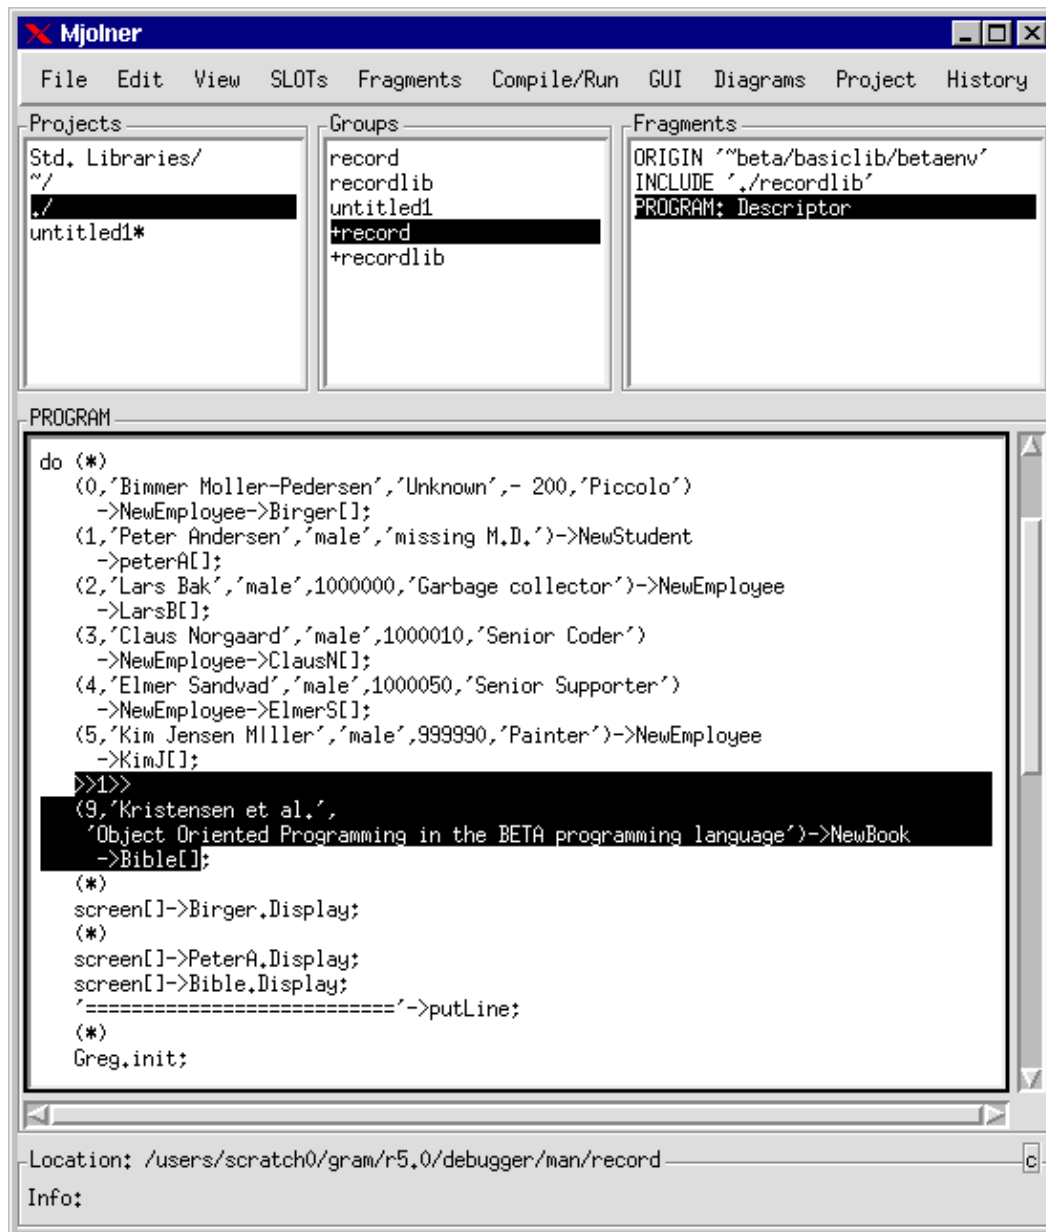 Mjolner
File Edit View SLOTs Fragments Compile/Run GUI Diagrams Project History
Projects
Std. Libraries/
~/
./
untitled1*
Groups
record
recordlib
untitled1
+record
+recordlib
Fragments
ORIGIN '~beta/basiclib/betaenv'
INCLUDE './recordlib'
PROGRAM: Descriptor
PROGRAM
do (*)
(0,'Bimmer Moller-Pedersen','Unknown',- 200,'Piccolo')
->NewEmployee->Birger[];
(1,'Peter Andersen','male','missing M.D.')->NewStudent
->peterA[];
(2,'Lars Bak','male',1000000,'Garbage collector')->NewEmployee
->LarsB[];
(3,'Claus Norgaard','male',1000010,'Senior Coder')
->NewEmployee->ClausN[];
(4,'Elmer Sandvad','male',1000050,'Senior Supporter')
->NewEmployee->ElmerS[];
(5,'Kim Jensen M|ller','male',999990,'Painter')->NewEmployee
->KimJ[];
>>1>>
(9,'Kristensen et al.',
'Object Oriented Programming in the BETA programming language')->NewBook
->Bible[];
(*)
screen[]->Birger.Display;
(*)
screen[]->PeterA.Display;
screen[]->Bible.Display;
'==========================='->putLine;
(*)
Greg.init;
Location: /users/scratch0/gram/r5.0/debugger/man/record
c
Info: